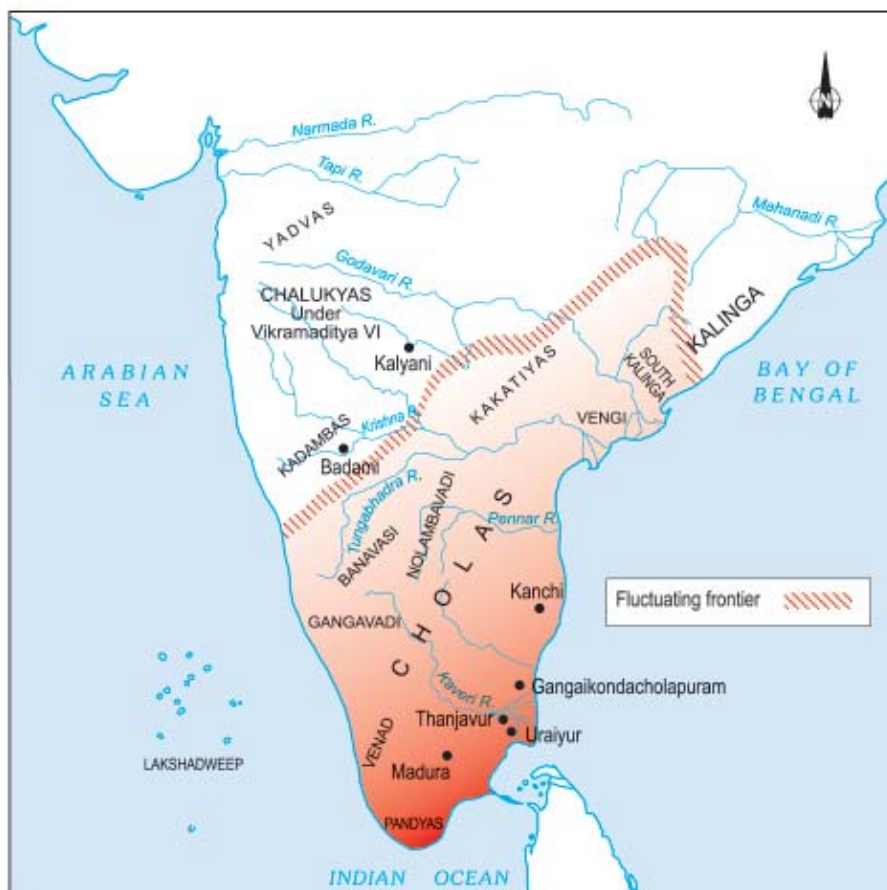 N
Narmada R.
Tapi R.
Mahanadi R.
YADVAS
Godavari R.
CHALUKYAS
Under
Vikramaditya VI
Kalyani
KALINGA
ARABIAN
SEA
BAY OF
BENGAL
KAKATIYAS
SOUTH
KALINGA
VENGI
KADAMBAS
Krishna R.
Badami
Tungabhadra R.
NOLAMBAVADI
Pennar R.
BANAVASI
CHOLAS
Kanchi
Fluctuating frontier
GANGAVADI
Kaveri R.
Gangaikondacholapuram
Thanjavur
Uraiyur
VENAD
Madura
LAKSHADWEEP
PANDYAS
INDIAN OCEAN